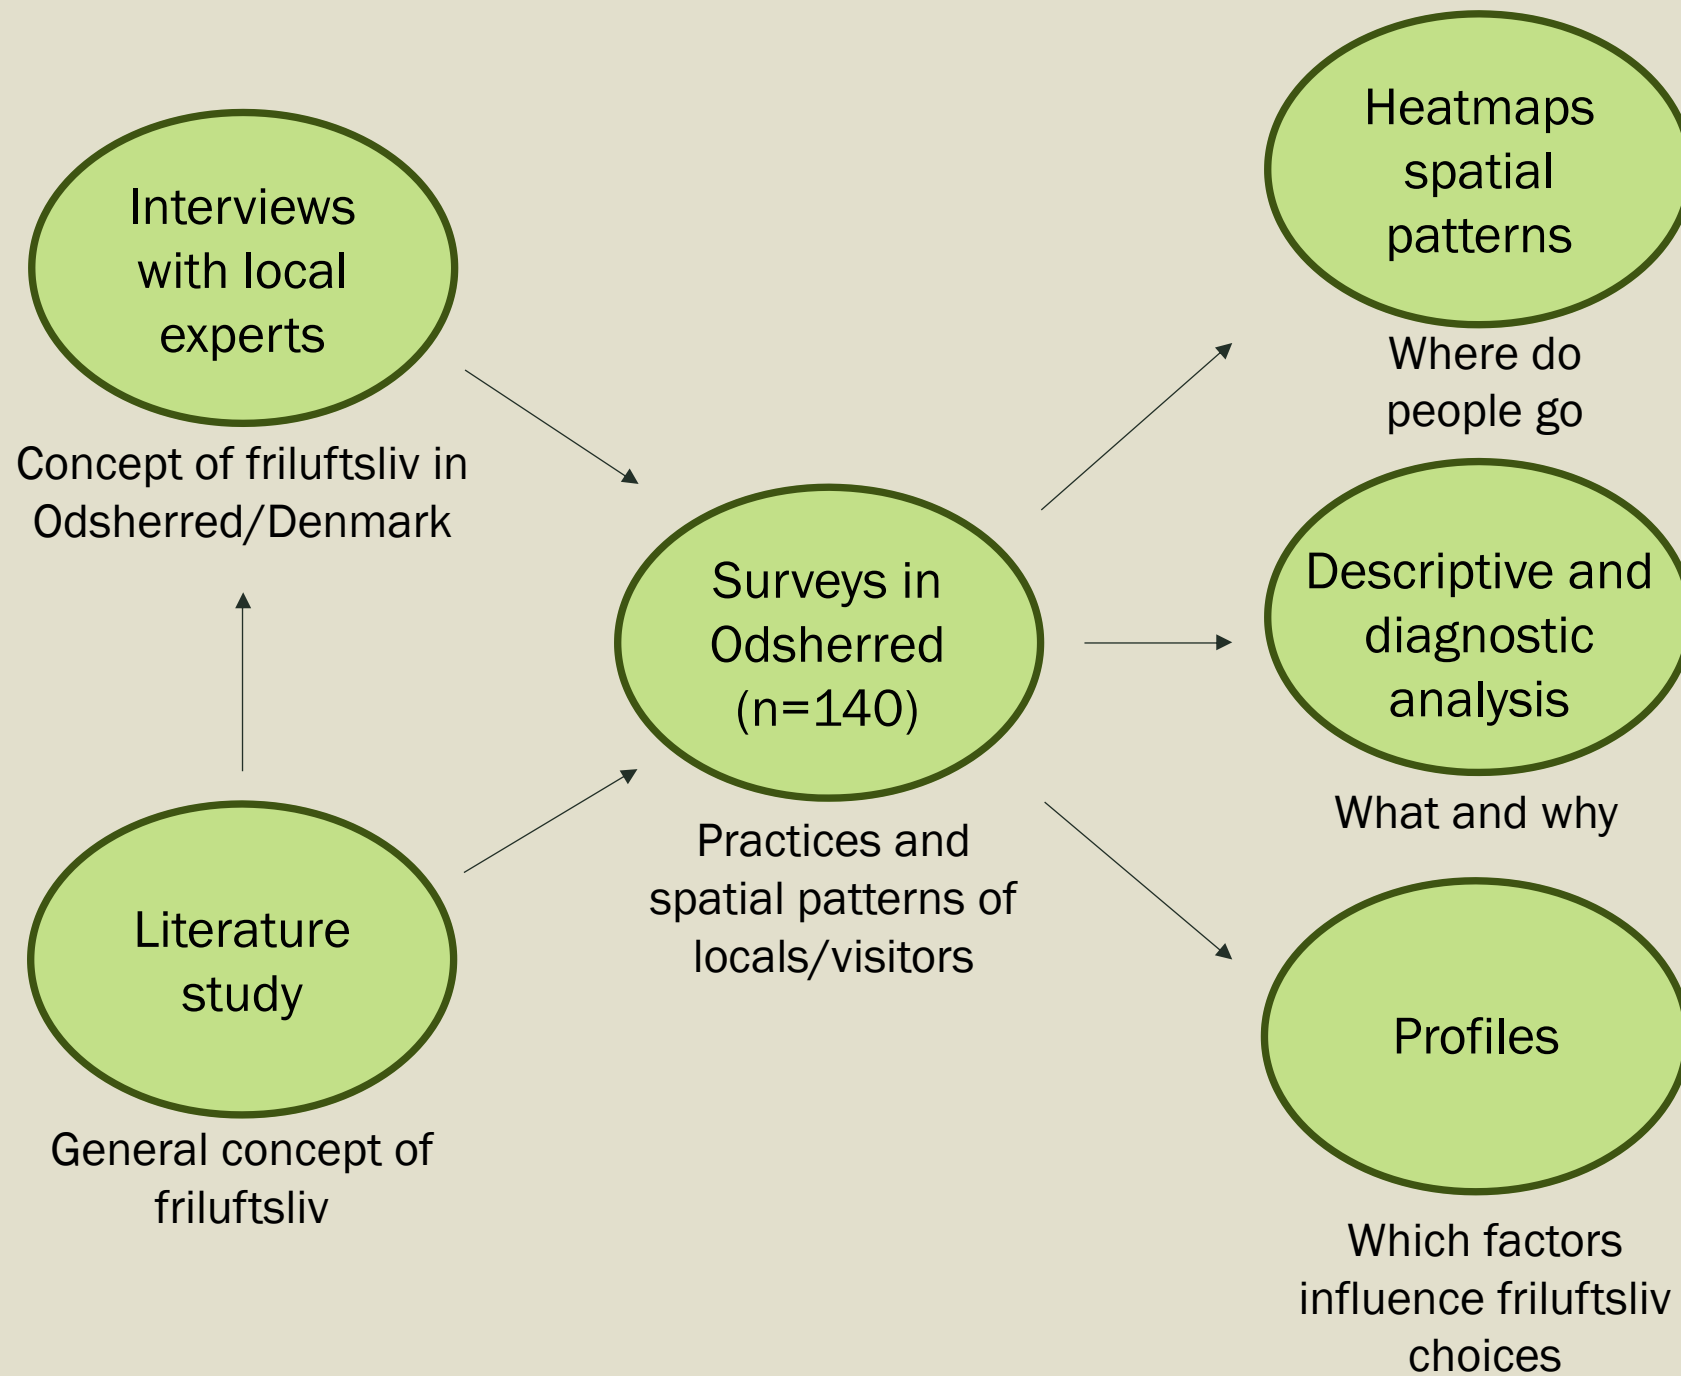 Interviews
with local
experts
Concept of friluftsliv in
Odsherred/Denmark
Literature
study
General concept of
friluftsliv
Surveys in
Odsherred
(n=140)
Practices and
spatial patterns of
locals/visitors
Heatmaps
spatial
patterns
Where do
people go
Descriptive and
diagnostic
analysis
What and why
Profiles
Which factors
influence friluftsliv
choices